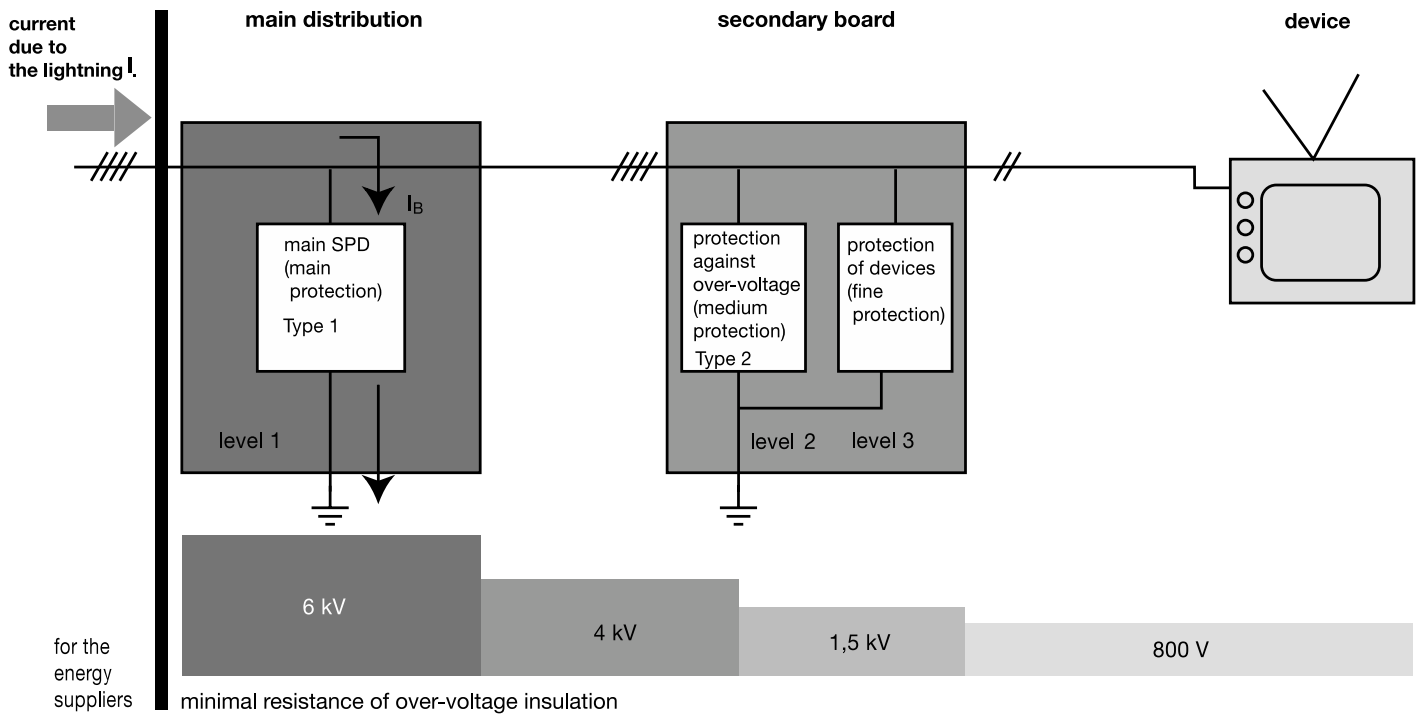 current
due to
the lightning I.
main distribution
secondary board
device
I B
main SPD
(main
protection)
Type 1
level 1
protection
against
over-voltage
(medium
protection)
Type 2
protection
of devices
(fine
protection)
level 2
level 3
6 kV
4 kV
1,5 kV
800 V
for the
energy
suppliers
minimal resistance of over-voltage insulation